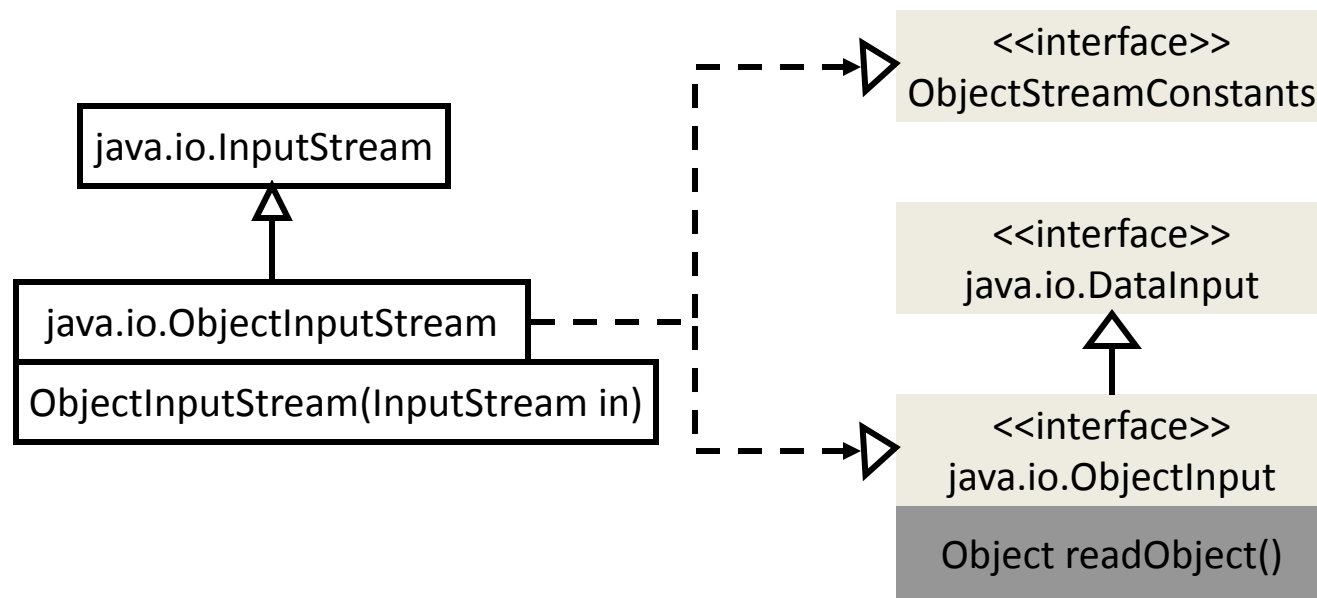 java.io.InputStream
java.io.ObjectInputStream
ObjectInputStream(InputStream in)
<<interface>>
ObjectStreamConstants
<<interface>>
java.io.DataInput
<<interface>>
java.io.ObjectInput
Object readObject()